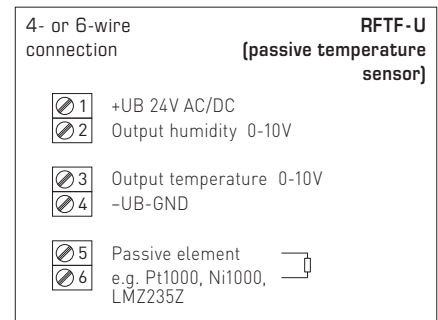 4- or 6-wire
connection
RFTF-U
(passive temperature
sensor)
1 +UB 24V AC/DC
2 Output humidity 0-10V
3 Output temperature 0-10V
4 –UB-GND
5 Passive element
6 e.g. Pt1000, Ni1000,
LMZ235Z